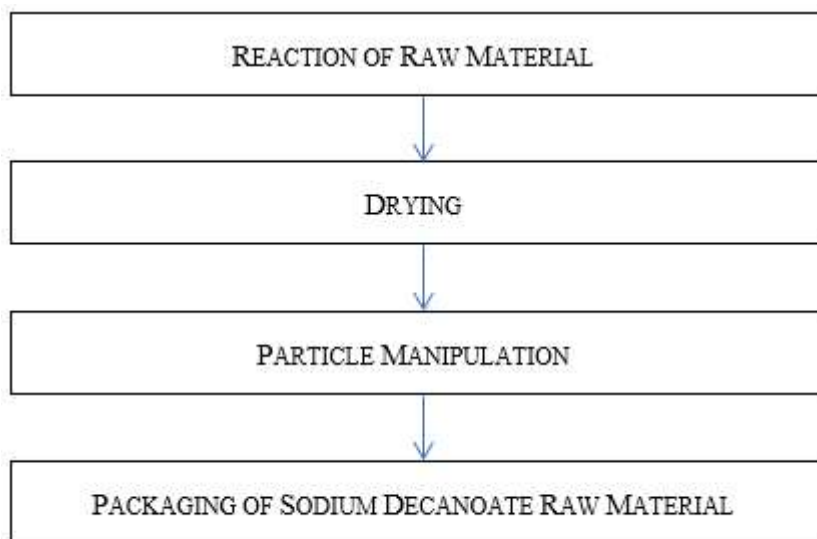 REACTION OF RAW MATERIAL
DRYING
PARTICLE MANIPULATION
PACKAGING OF SODIUM DECANOATE RAW MATERIAL